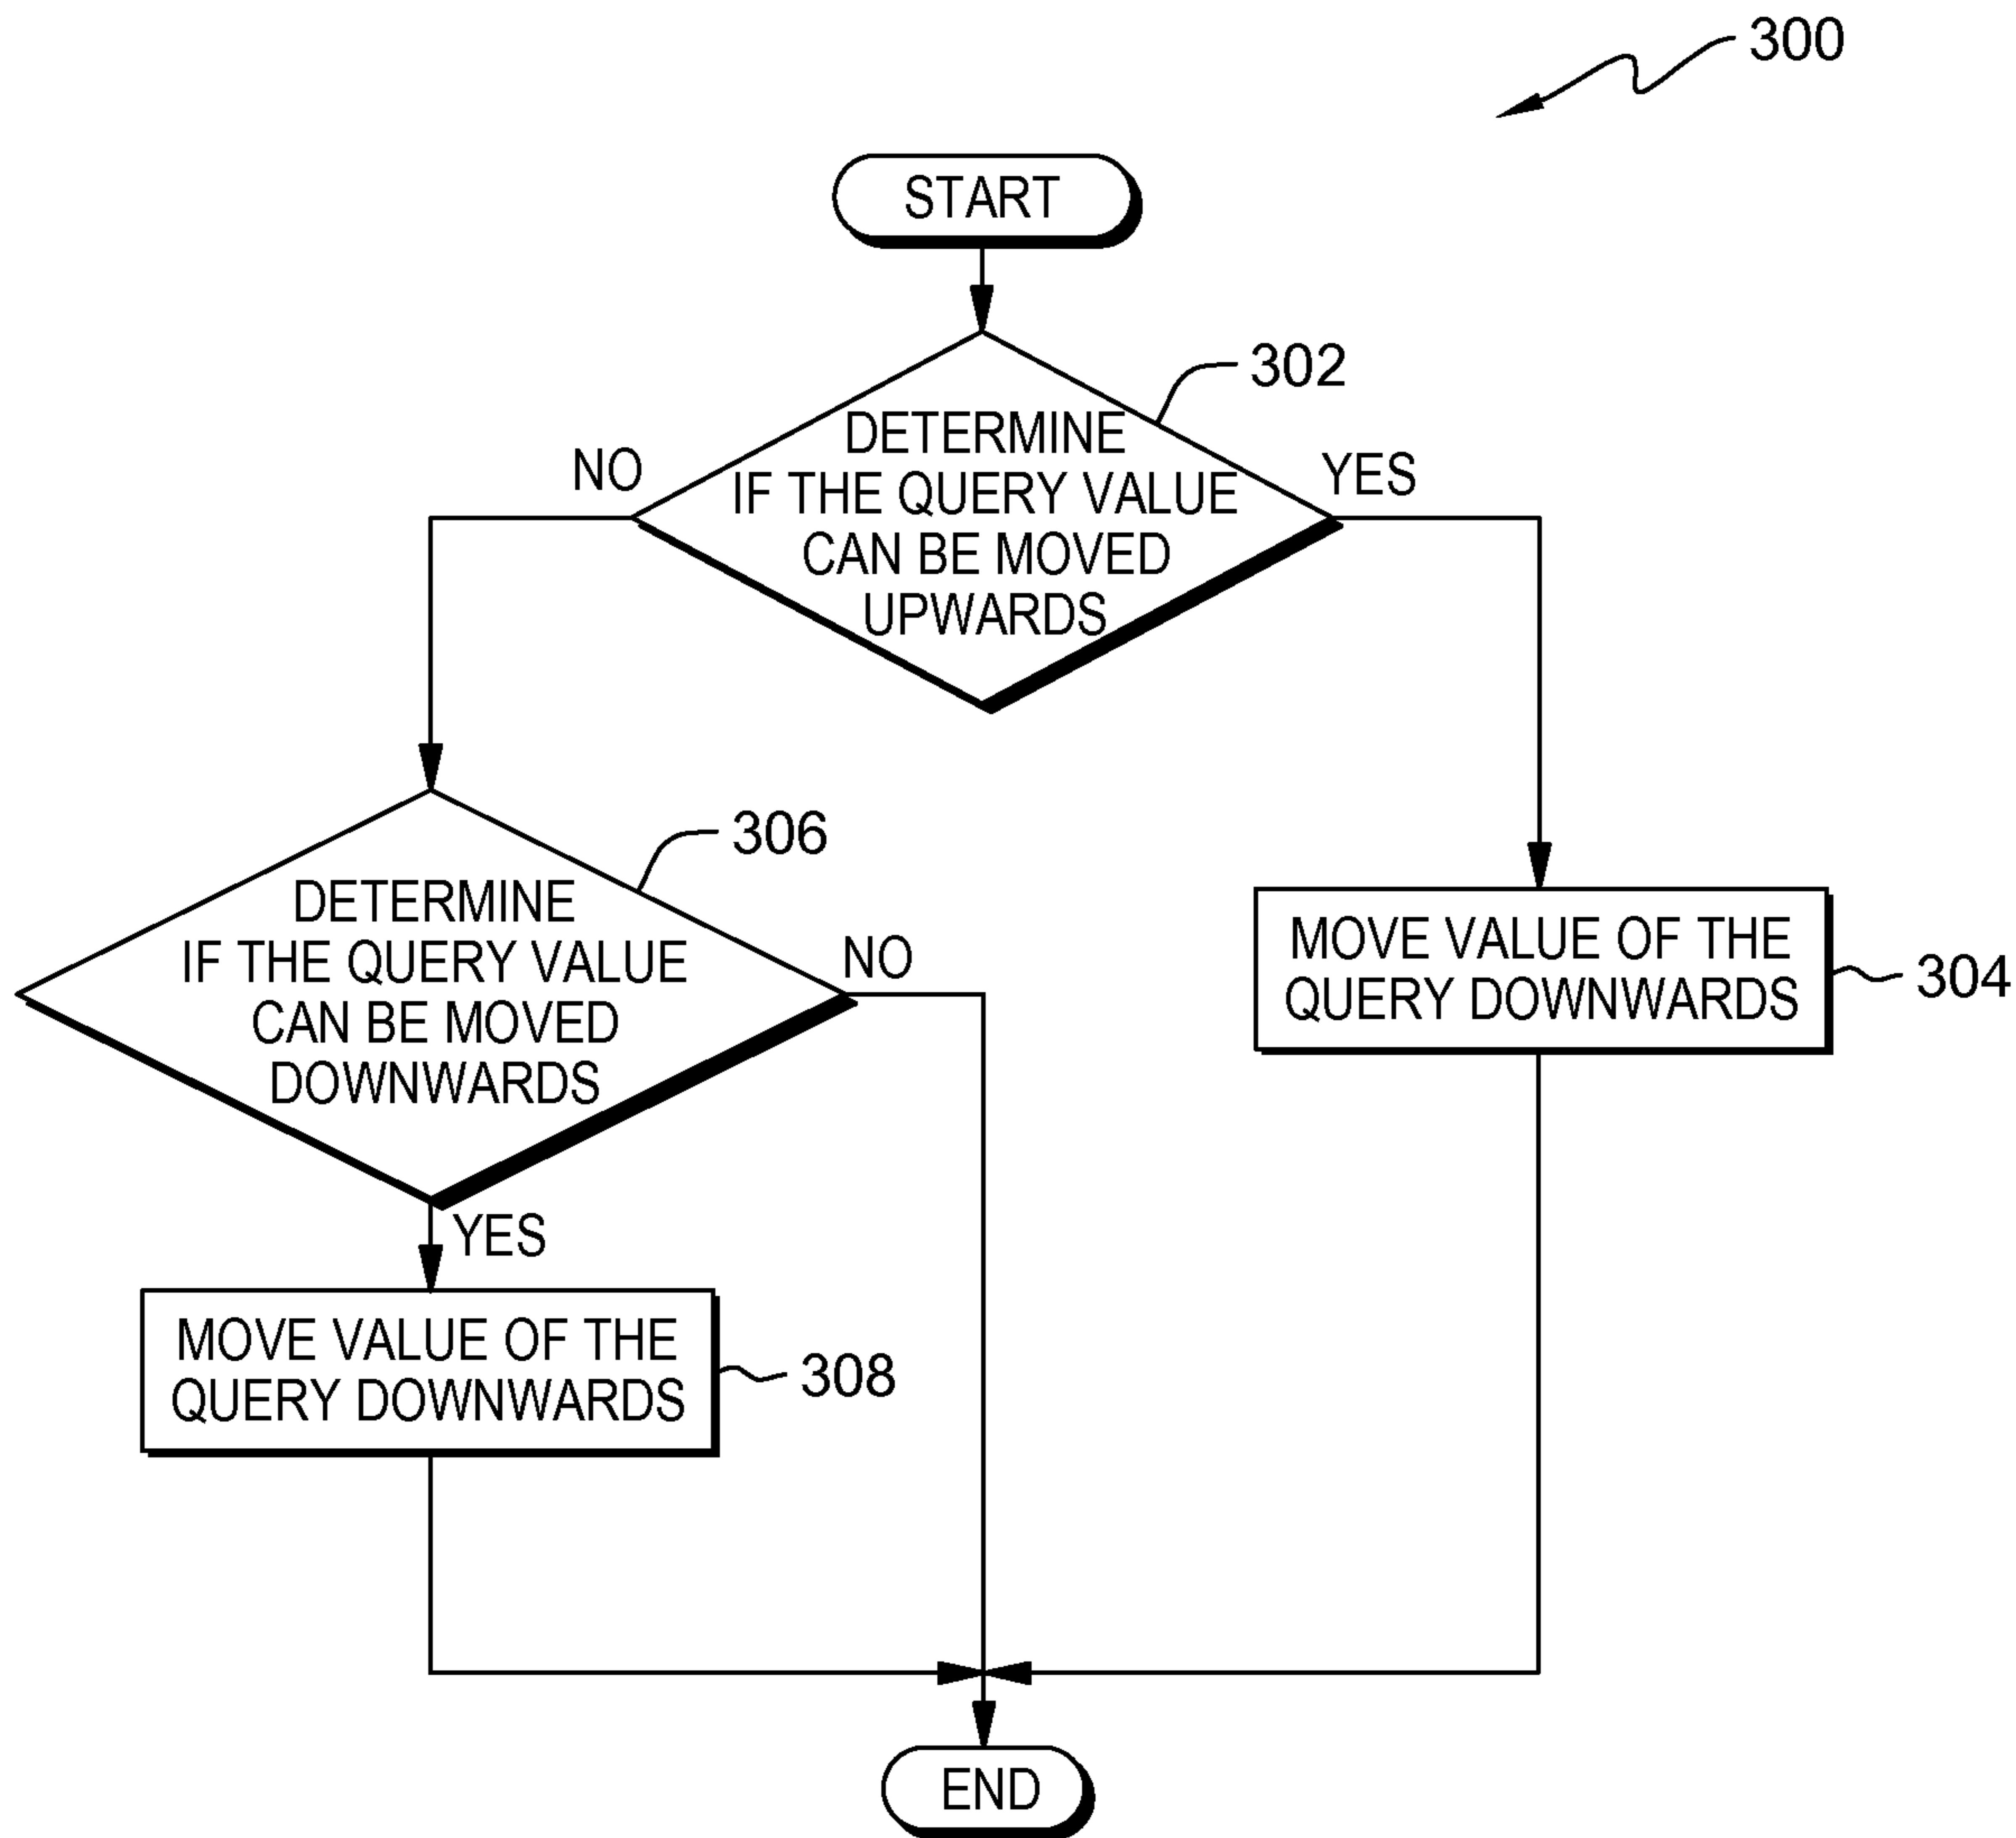 300
START
302
DETERMINE
IF THE QUERY VALUE
CAN BE MOVED
UPWARDS
NO
YES
306
DETERMINE
IF THE QUERY VALUE
CAN BE MOVED
DOWNWARDS
NO
YES
MOVE VALUE OF THE
QUERY DOWNWARDS
304
MOVE VALUE OF THE
QUERY DOWNWARDS
308
END